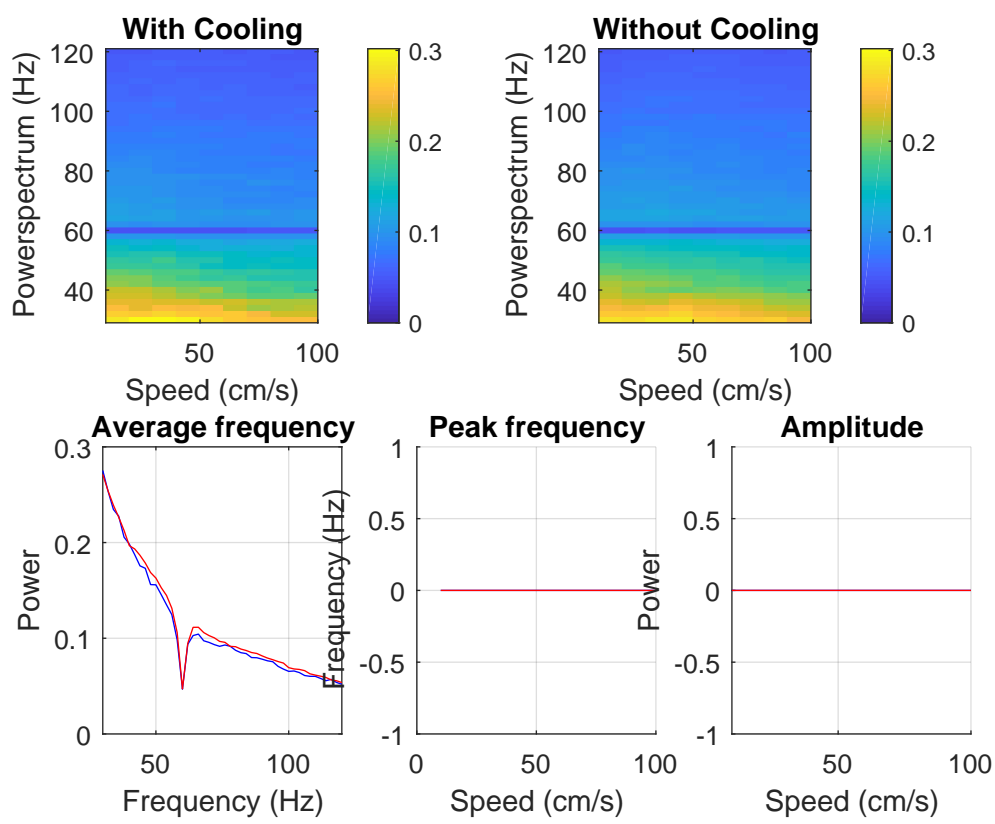 With Cooling
Powerspectrum (Hz)
120
100
80
60
40
50
100
Speed (cm/s)
0.3
0.2
0.1
0
Without Cooling
Powerspectrum (Hz)
120
100
80
60
40
50
100
Speed (cm/s)
0.3
0.2
0.1
0
Average frequency
Power
0.3
0.2
0.1
0
50
100
Frequency (Hz)
Peak frequency
Frequency (Hz)
1
0.5
0
-0.5
-1
0
50
100
Speed (cm/s)
Amplitude
Power
1
0.5
0
-0.5
-1
50
100
Speed (cm/s)